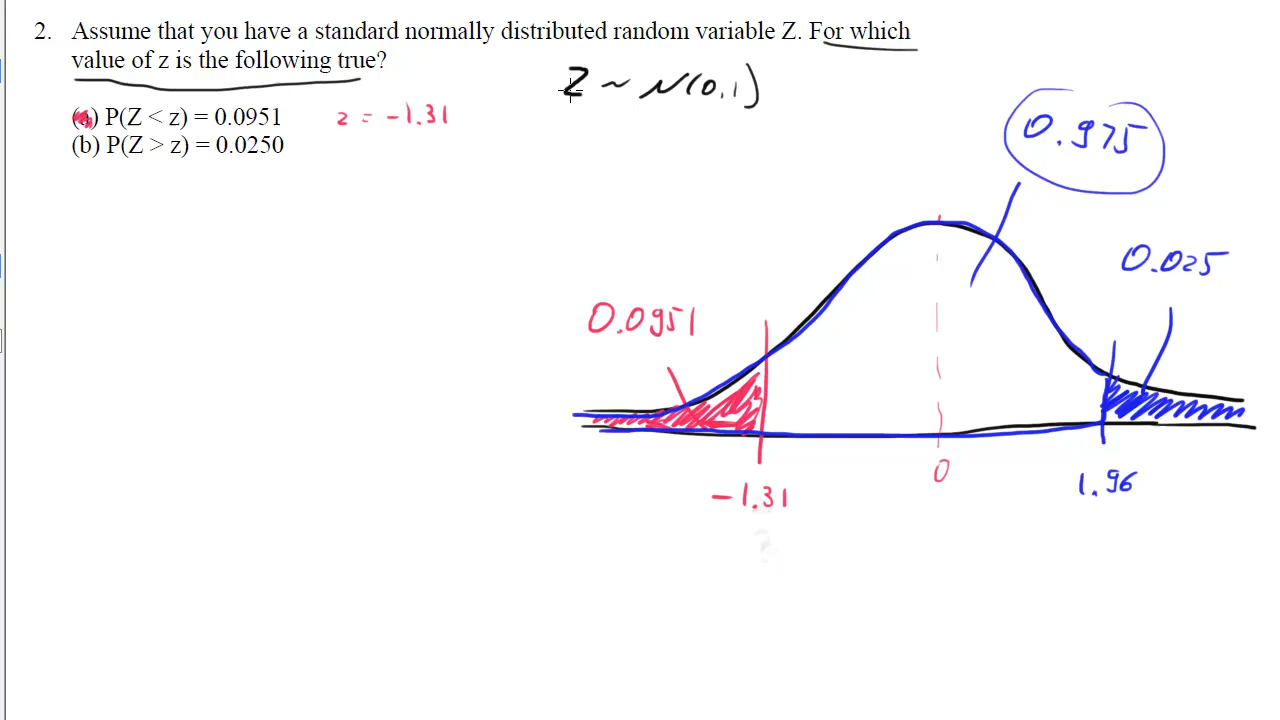 2. Assume that you have a standard normally distributed random variable Z. For which
value of z is the following true?
Z ~ N(0,1)
(a) P(Z < z) = 0.0951 z = -1.31
(b) P(Z > z) = 0.0250
0.975
0.025
0.0951
0
-1.31
1.96